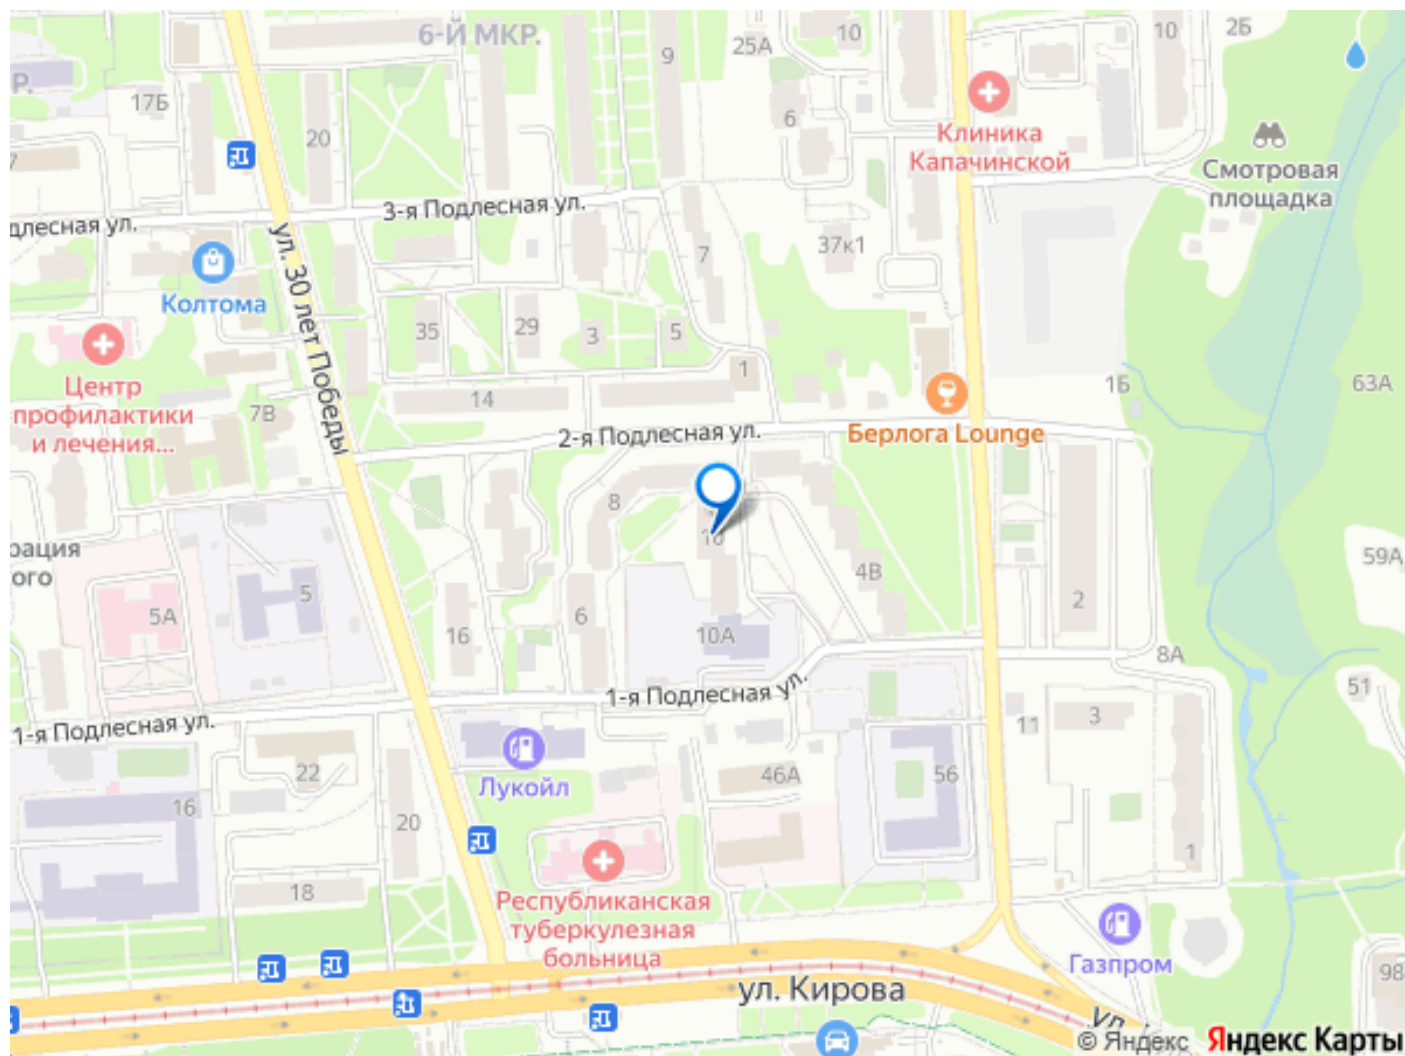 6-Й МКР.
9
25А
10
10
2Б
Р.
17Б
20
6
Клиника
Капачинской
Смотровая
площадка
7
3-я Подлесная ул.
длесная ул.
ул. 30 лет Победы
Колтома
7
37к1
35
29
3
5
1
1Б
63А
Центр
профилактики
и лечения...
7В
14
2-я Подлесная ул.
Берлога Lounge
8
рация
ого
5А
5
16
6
10А
4В
2
59А
8А
51
1-я Подлесная ул.
1-я Подлесная ул.
11
3
Лукойл
22
46А
56
16
20
1
18
Республиканская
туберкулезная
больница
Газпром
98
ул. Кирова
© Яндекс Яндекс Карты